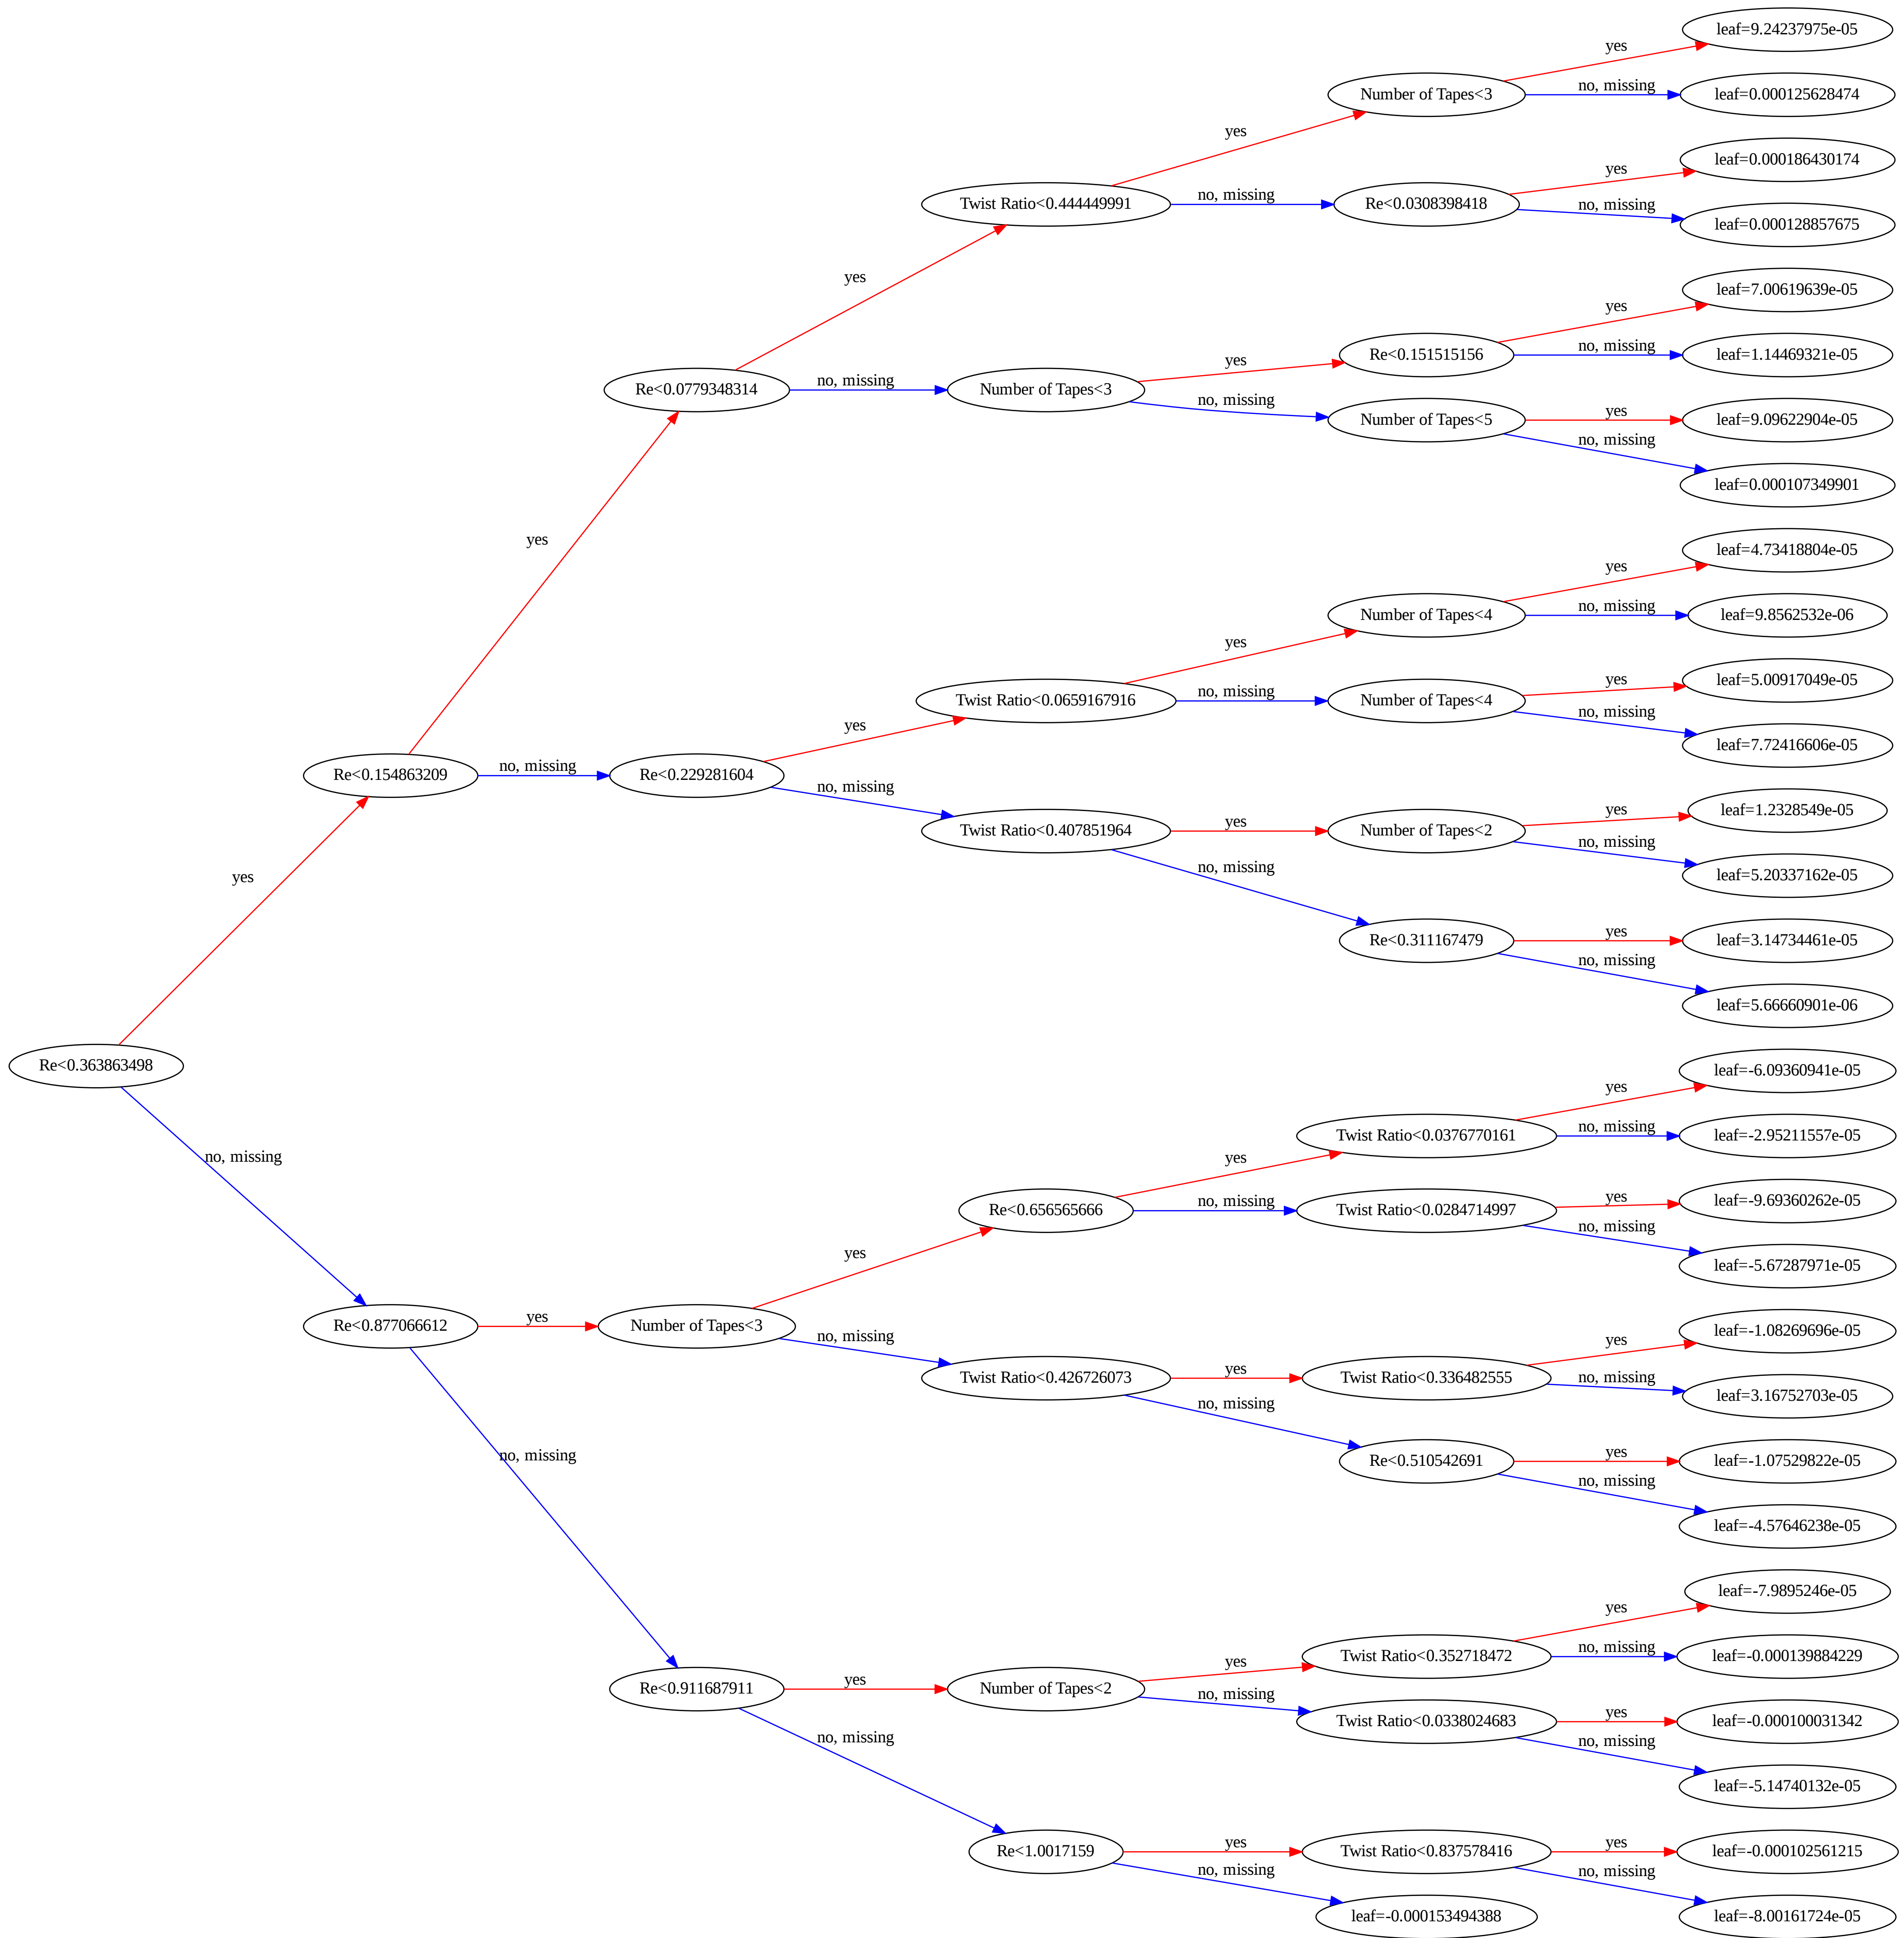 leaf=9.24237975e-05
yes
Number of Tapes<3
no, missing
leaf=0.000125628474
yes
leaf=0.000186430174
yes
Twist Ratio<0.444449991
no, missing
Re<0.0308398418
no, missing
leaf=0.000128857675
yes
leaf=7.00619639e-05
yes
Re<0.151515156
no, missing
leaf=1.14469321e-05
yes
Re<0.0779348314
no, missing
Number of Tapes<3
no, missing
Number of Tapes<5
yes
leaf=9.09622904e-05
no, missing
leaf=0.000107349901
yes
leaf=4.73418804e-05
yes
Number of Tapes<4
no, missing
leaf=9.8562532e-06
yes
Twist Ratio<0.0659167916
no, missing
Number of Tapes<4
yes
leaf=5.00917049e-05
no, missing
leaf=7.72416606e-05
yes
Re<0.154863209
no, missing
Re<0.229281604
no, missing
Twist Ratio<0.407851964
yes
Number of Tapes<2
yes
leaf=1.2328549e-05
no, missing
leaf=5.20337162e-05
yes
no, missing
Re<0.311167479
yes
leaf=3.14734461e-05
no, missing
leaf=5.66660901e-06
Re<0.363863498
no, missing
leaf=-6.09360941e-05
yes
Twist Ratio<0.0376770161
no, missing
leaf=-2.95211557e-05
yes
Re<0.656565666
no, missing
Twist Ratio<0.0284714997
yes
leaf=-9.69360262e-05
no, missing
leaf=-5.67287971e-05
yes
Re<0.877066612
yes
Number of Tapes<3
no, missing
Twist Ratio<0.426726073
yes
Twist Ratio<0.336482555
yes
leaf=-1.08269696e-05
no, missing
leaf=3.16752703e-05
no, missing
Re<0.510542691
yes
leaf=-1.07529822e-05
no, missing
leaf=-4.57646238e-05
no, missing
leaf=-7.9895246e-05
yes
Twist Ratio<0.352718472
no, missing
leaf=-0.000139884229
yes
Re<0.911687911
yes
Number of Tapes<2
no, missing
Twist Ratio<0.0338024683
yes
leaf=-0.000100031342
no, missing
leaf=-5.14740132e-05
no, missing
Re<1.0017159
yes
Twist Ratio<0.837578416
yes
leaf=-0.000102561215
no, missing
leaf=-0.000153494388
no, missing
leaf=-8.00161724e-05